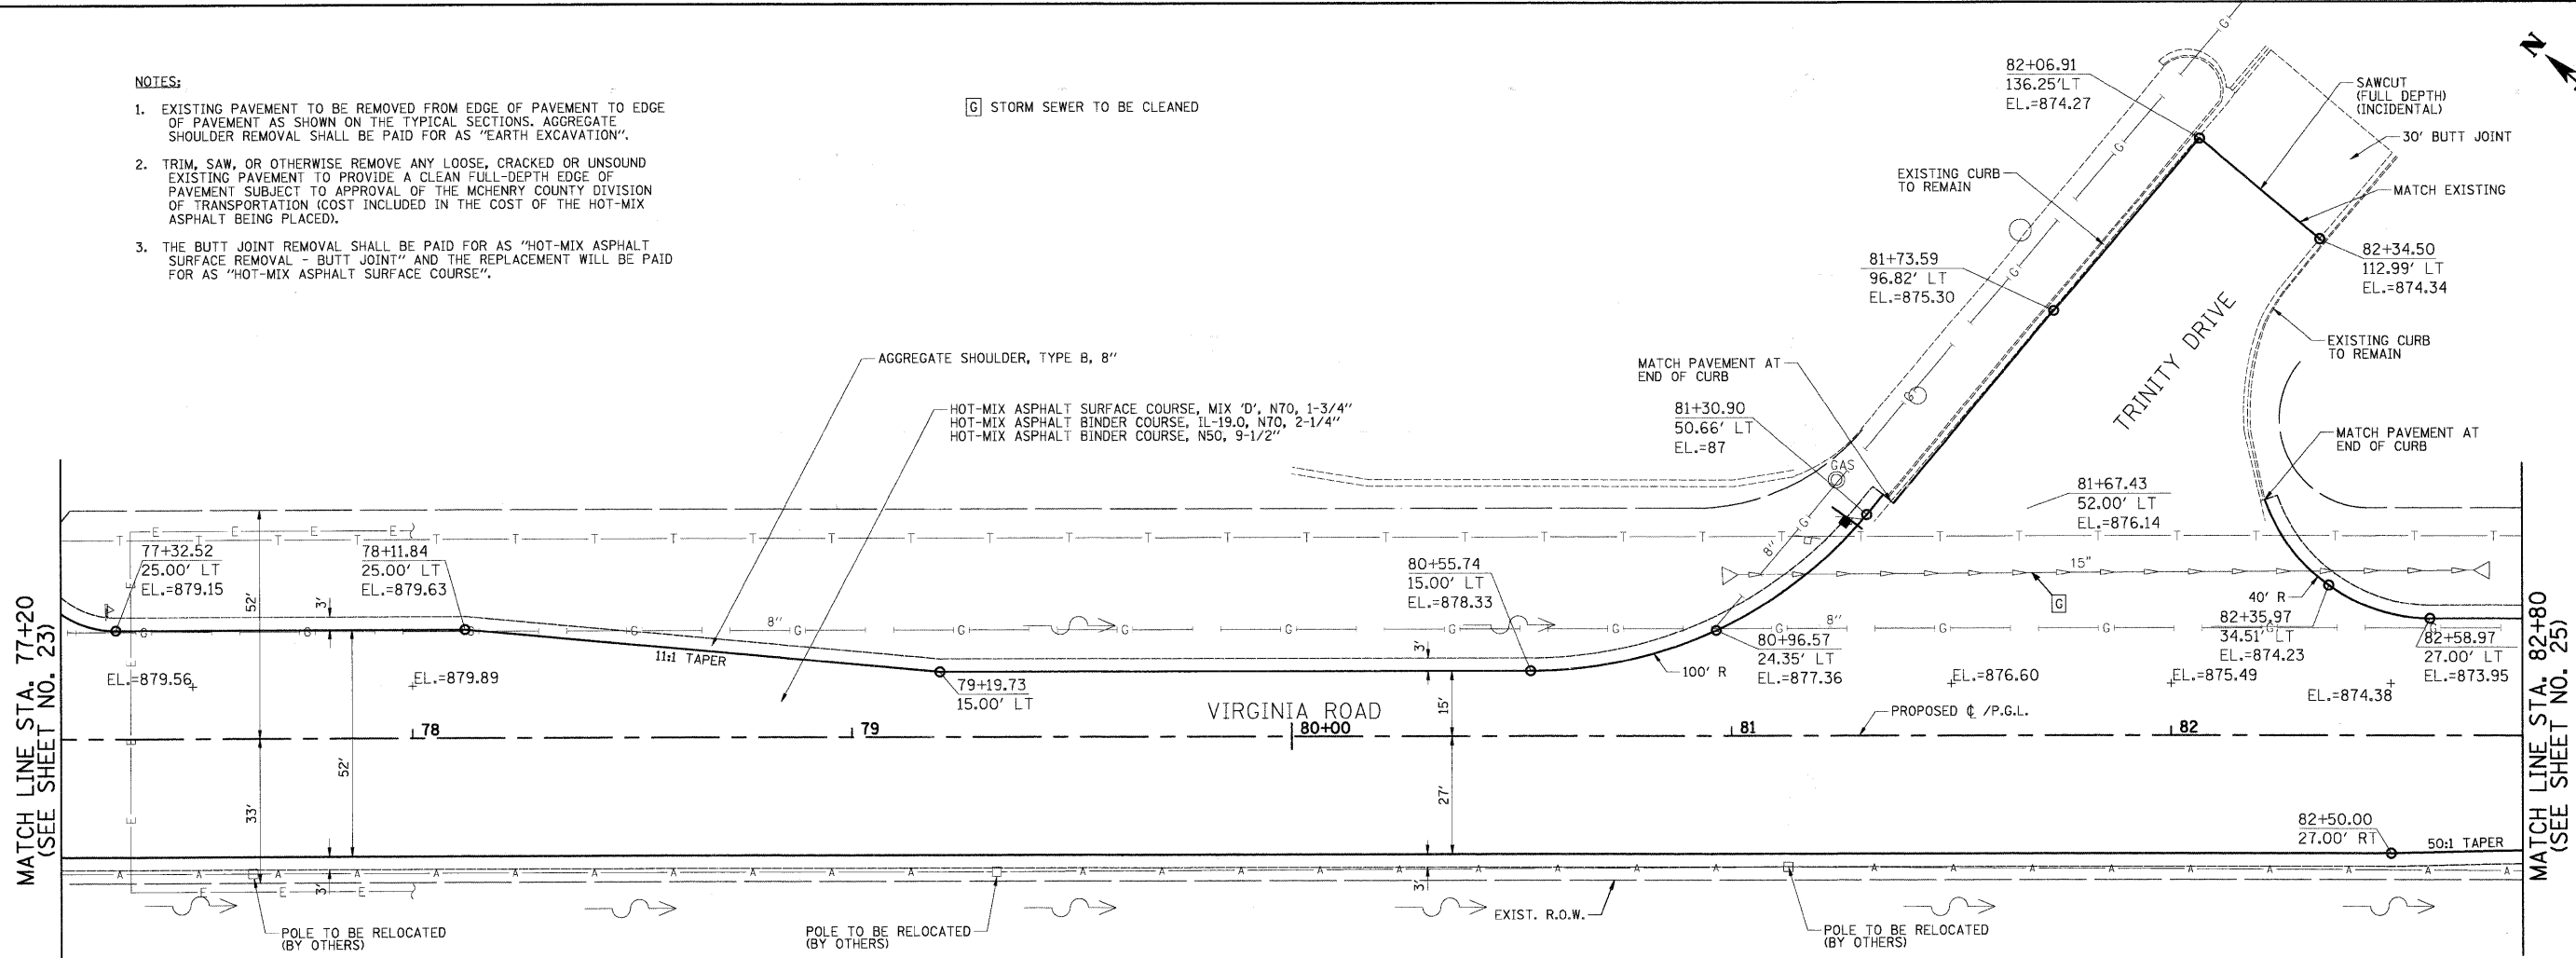 NOTES:
1. EXISTING PAVEMENT TO BE REMOVED FROM EDGE OF PAVEMENT TO EDGE
OF PAVEMENT AS SHOWN ON THE TYPICAL SECTIONS. AGGREGATE
SHOULDER REMOVAL SHALL BE PAID FOR AS "EARTH EXCAVATION".
2. TRIM, SAW, OR OTHERWISE REMOVE ANY LOOSE, CRACKED OR UNSOUND
EXISTING PAVEMENT TO PROVIDE A CLEAN FULL-DEPTH EDGE OF
PAVEMENT SUBJECT TO APPROVAL OF THE MCHENRY COUNTY DIVISION
OF TRANSPORTATION (COST INCLUDED IN THE COST OF THE HOT-MIX
ASPHALT BEING PLACED).
3. THE BUTT JOINT REMOVAL SHALL BE PAID FOR AS "HOT-MIX ASPHALT
SURFACE REMOVAL - BUTT JOINT" AND THE REPLACEMENT WILL BE PAID
FOR AS "HOT-MIX ASPHALT SURFACE COURSE".
G STORM SEWER TO BE CLEANED
N
82+06.91
136.25' LT
EL.=874.27
SAWCUT
(FULL DEPTH)
(INCIDENTAL)
30' BUTT JOINT
MATCH EXISTING
EXISTING CURB
TO REMAIN
81+73.59
96.82' LT
EL.=875.30
82+34.50
112.99' LT
EL.=874.34
TRINITY DRIVE
EXISTING CURB
TO REMAIN
AGGREGATE SHOULDER, TYPE B, 8"
MATCH PAVEMENT AT
END OF CURB
HOT-MIX ASPHALT SURFACE COURSE, MIX 'D', N70, 1-3/4"
HOT-MIX ASPHALT BINDER COURSE, IL-19.0, N70, 2-1/4"
HOT-MIX ASPHALT BINDER COURSE, N50, 9-1/2"
81+30.90
50.66' LT
EL.=87
MATCH PAVEMENT AT
END OF CURB
GAS
81+67.43
52.00' LT
EL.=876.14
77+32.52
25.00' LT
EL.=879.15
78+11.84
25.00' LT
EL.=879.63
80+55.74
15.00' LT
EL.=878.33
8"
15"
G
40' R
82+35.97
34.51' LT
EL.=874.23
82+58.97
27.00' LT
EL.=873.95
52'
3'
8"
3'
8"
11:1 TAPER
79+19.73
15.00' LT
100' R
80+96.57
24.35' LT
EL.=877.36
EL.=879.56
EL.=879.89
EL.=876.60
EL.=875.49
EL.=874.38
VIRGINIA ROAD
15'
PROPOSED ℄ /P.G.L.
78
79
80+00
81
82
52'
33'
27'
3'
3'
82+50.00
27.00' RT
50:1 TAPER
EXIST. R.O.W.
POLE TO BE RELOCATED
(BY OTHERS)
POLE TO BE RELOCATED
(BY OTHERS)
POLE TO BE RELOCATED
(BY OTHERS)
MATCH LINE STA. 77+20
(SEE SHEET NO. 23)
MATCH LINE STA. 82+80
(SEE SHEET NO. 25)